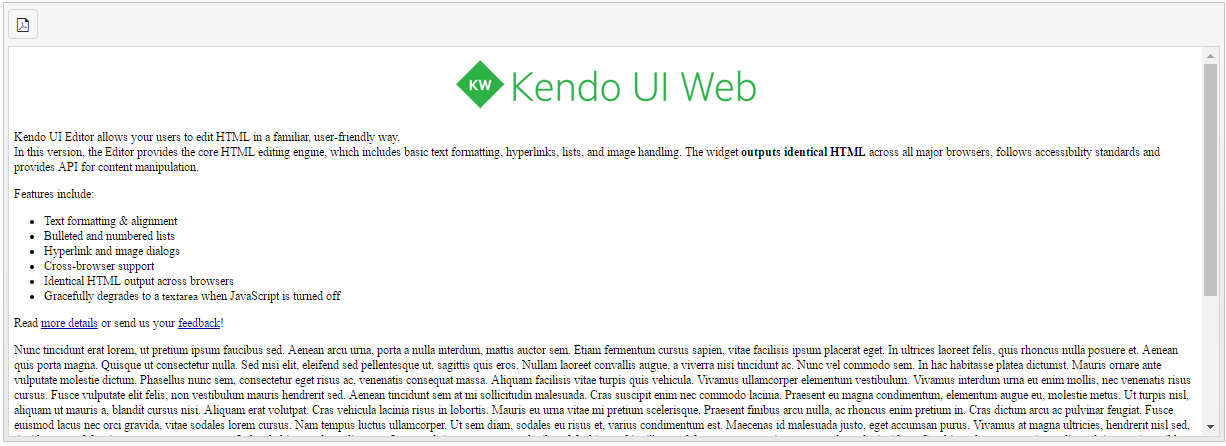 KW Kendo UI Web
Kendo UI Editor allows your users to edit HTML in a familiar, user-friendly way.
In this version, the Editor provides the core HTML editing engine, which includes basic text formatting, hyperlinks, lists, and image handling. The widget outputs identical HTML across all major browsers, follows accessibility standards and
provides API for content manipulation.
Features include:
Text formatting & alignment
Bulleted and numbered lists
Hyperlink and image dialogs
Cross-browser support
Identical HTML output across browsers
Gracefully degrades to a textarea when JavaScript is turned off
Read more details or send us your feedback!
Nunc tincidunt erat lorem, ut pretium ipsum faucibus sed. Aenean arcu urna, porta a nulla interdum, mattis auctor sem. Etiam fermentum cursus sapien, vitae facilisis ipsum placerat eget. In ultrices laoreet felis, quis rhoncus nulla posuere et. Aenean
quis porta magna. Quisque ut consectetur nulla. Sed nisi elit, eleifend sed pellentesque ut, sagittis quis eros. Nullam laoreet convallis augue, a viverra nisi tincidunt ac. Nunc vel commodo sem. In hac habitasse platea dictumst. Mauris ornare ante
vulputate molestie dictum. Phasellus nunc sem, consectetur eget risus ac, venenatis consequat massa. Aliquam facilisis vitae turpis quis vehicula. Vivamus ullamcorper elementum vestibulum. Vivamus interdum urna eu enim mollis, nec venenatis risus
cursus. Fusce vulputate elit felis, non vestibulum mauris hendrerit sed. Aenean tincidunt sem at mi sollicitudin malesuada. Cras suscipit enim nec commodo lacinia. Praesent eu magna condimentum, elementum augue eu, molestie metus. Ut turpis nisl,
aliquam ut mauris a, blandit cursus nisi. Aliquam erat volutpat. Cras vehicula lacinia risus in lobortis. Mauris eu urna vitae mi pretium scelerisque. Praesent finibus arcu nulla, ac rhoncus enim pretium in. Cras dictum arcu ac pulvinar feugiat. Fusce
euismod lacus nec orci gravida, vitae sodales lorem cursus. Nam tempus luctus ullamcorper. Ut sem diam, sodales eu risus et, varius condimentum est. Maecenas id malesuada justo, eget accumsan purus. Vivamus at magna ultricies, hendrerit nisl sed,